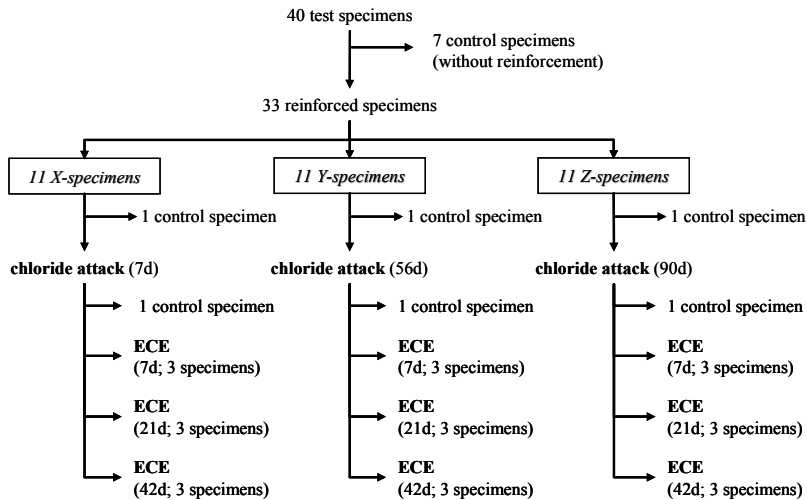 40 test specimens
7 control specimens
(without reinforcement)
33 reinforced specimens
11 X-specimens
11 Y-specimens
11 Z-specimens
1 control specimen
1 control specimen
1 control specimen
chloride attack (7d)
chloride attack (56d)
chloride attack (90d)
1 control specimen
1 control specimen
1 control specimen
ECE
(7d; 3 specimens)
ECE
(7d; 3 specimens)
ECE
(7d; 3 specimens)
ECE
(21d; 3 specimens)
ECE
(21d; 3 specimens)
ECE
(21d; 3 specimens)
ECE
(42d; 3 specimens)
ECE
(42d; 3 specimens)
ECE
(42d; 3 specimens)